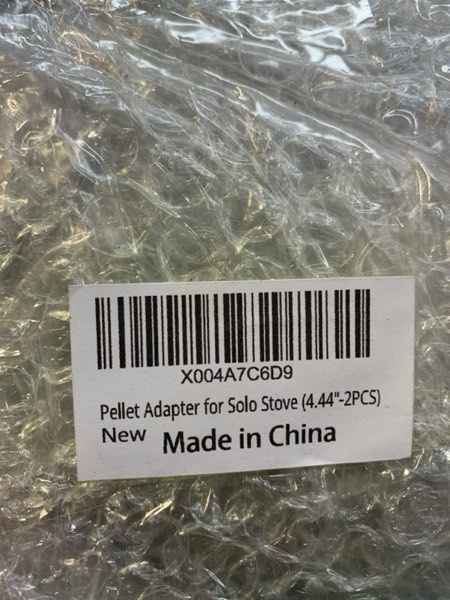 X004A7C6D9
Pellet Adapter for Solo Stove (4.44"-2PCS)
New Made in China